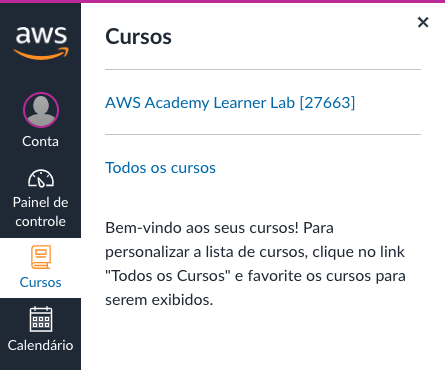 aws
Conta
Painel de
controle
Cursos
Calendário
Cursos
AWS Academy Learner Lab [27663]
Todos os cursos
Bem-vindo aos seus cursos! Para
personalizar a lista de cursos, clique no link
"Todos os Cursos" e favorite os cursos para
serem exibidos.